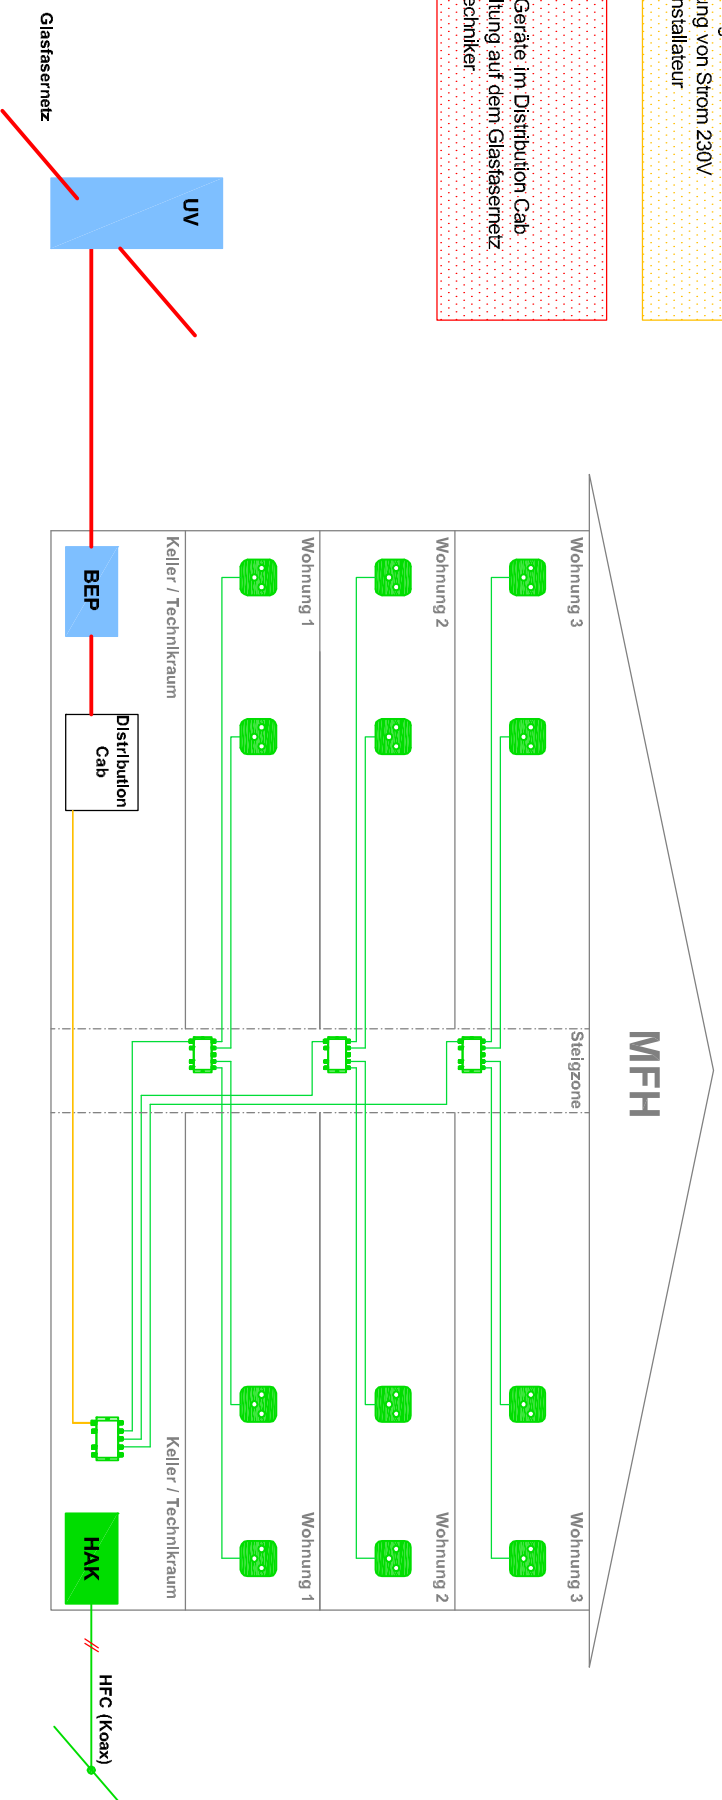 ung von Strom 230V
nstallateur
Geräte im Distribution Cab
ltung auf dem Glasfasernetz
echniker
MFH
Wohnung 3
Steigzone
Wohnung 3
Wohnung 2
Wohnung 2
Wohnung 1
Wohnung 1
Keller / Technikraum
Keller / Technikraum
Glasfasernetz
UV
BEP
Distribution
Cab
HAK
HFC (Koax)